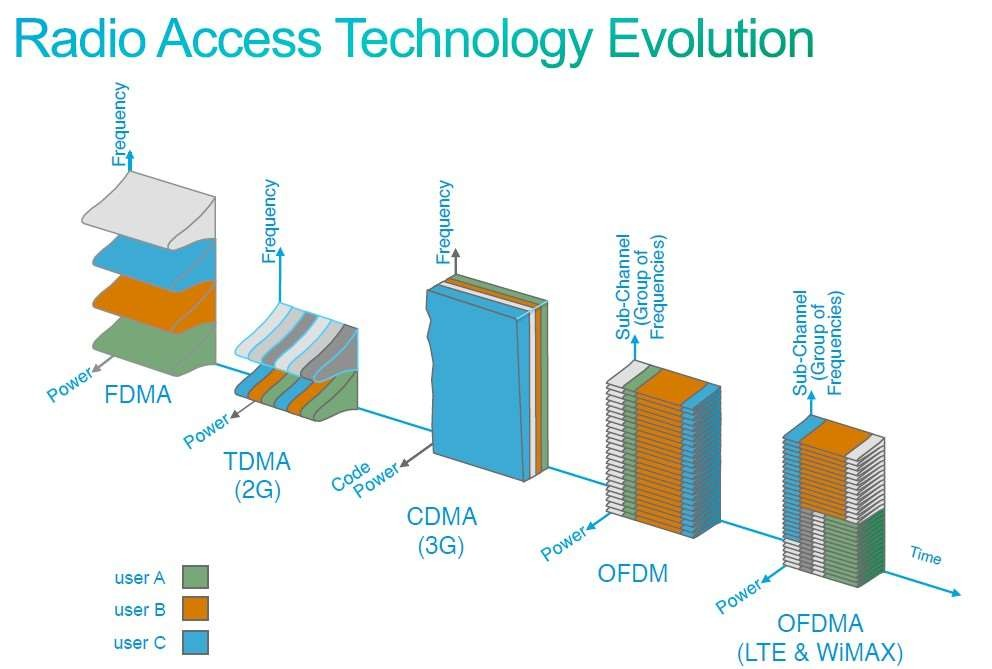 Radio Access Technology Evolution
Frequency
Power
FDMA
Frequency
Power
TDMA
(2G)
Frequency
Code
Power
CDMA
(3G)
Sub-Channel
(Group of
Frequencies)
Power
OFDM
Sub-Channel
(Group of
Frequencies)
Power
OFDMA
(LTE & WiMAX)
Time
user A
user B
user C